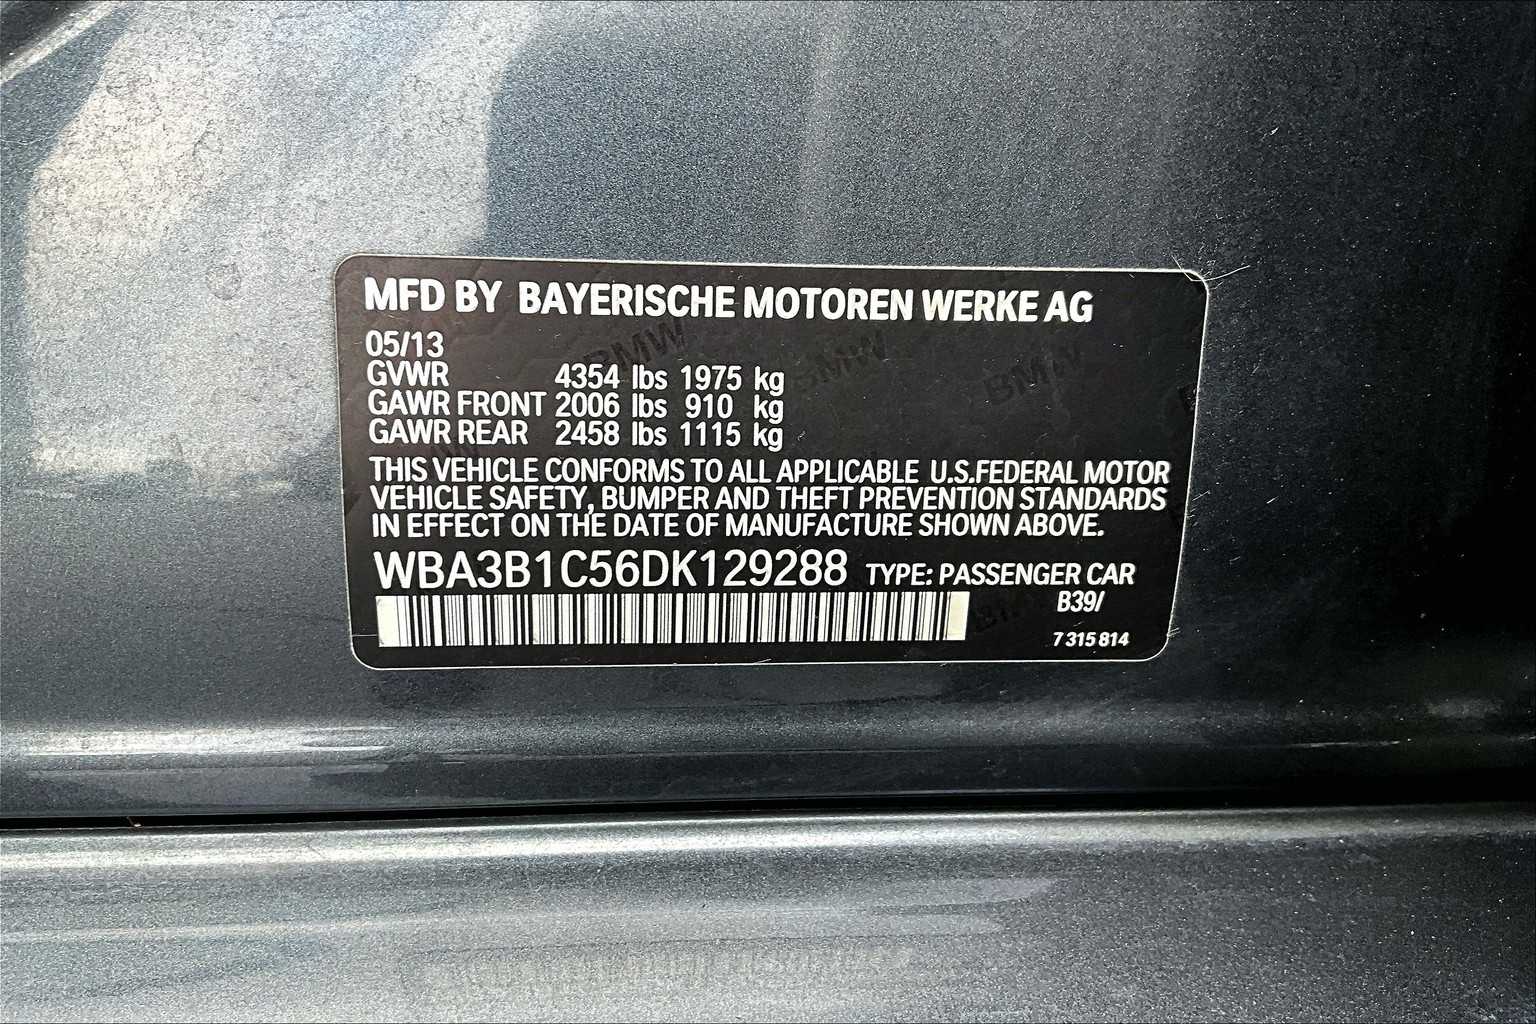 MFD BY BAYERISCHE MOTOREN WERKE AG
05/13
GVWR 4354 lbs 1975 kg
GAWR FRONT 2006 lbs 910 kg
GAWR REAR 2458 lbs 1115 kg
THIS VEHICLE CONFORMS TO ALL APPLICABLE U.S.FEDERAL MOTOR
VEHICLE SAFETY, BUMPER AND THEFT PREVENTION STANDARDS
IN EFFECT ON THE DATE OF MANUFACTURE SHOWN ABOVE.
WBA3B1C56DK129288 TYPE: PASSENGER CAR
B39/
7 315 814
BMW
BMW
BMW